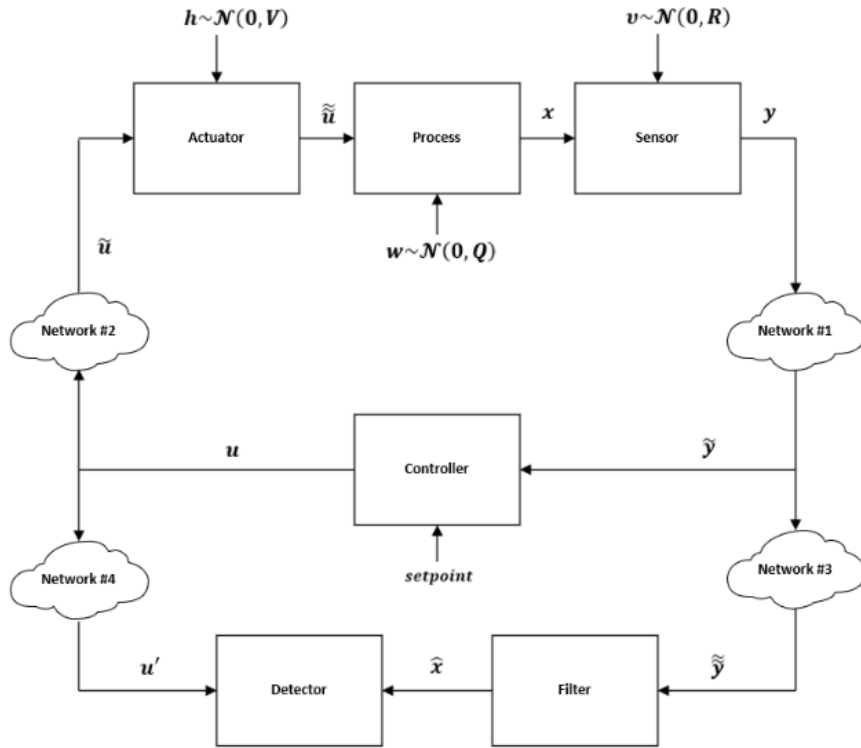 h~𝒩(0, V)
v~𝒩(0, R)
Actuator
ũ̃̃
Process
x
Sensor
y
w~𝒩(0, Q)
ũ
Network #2
Network #1
u
Controller
ỹ
setpoint
Network #4
Network #3
u′
Detector
x̂
Filter
ỹ̃